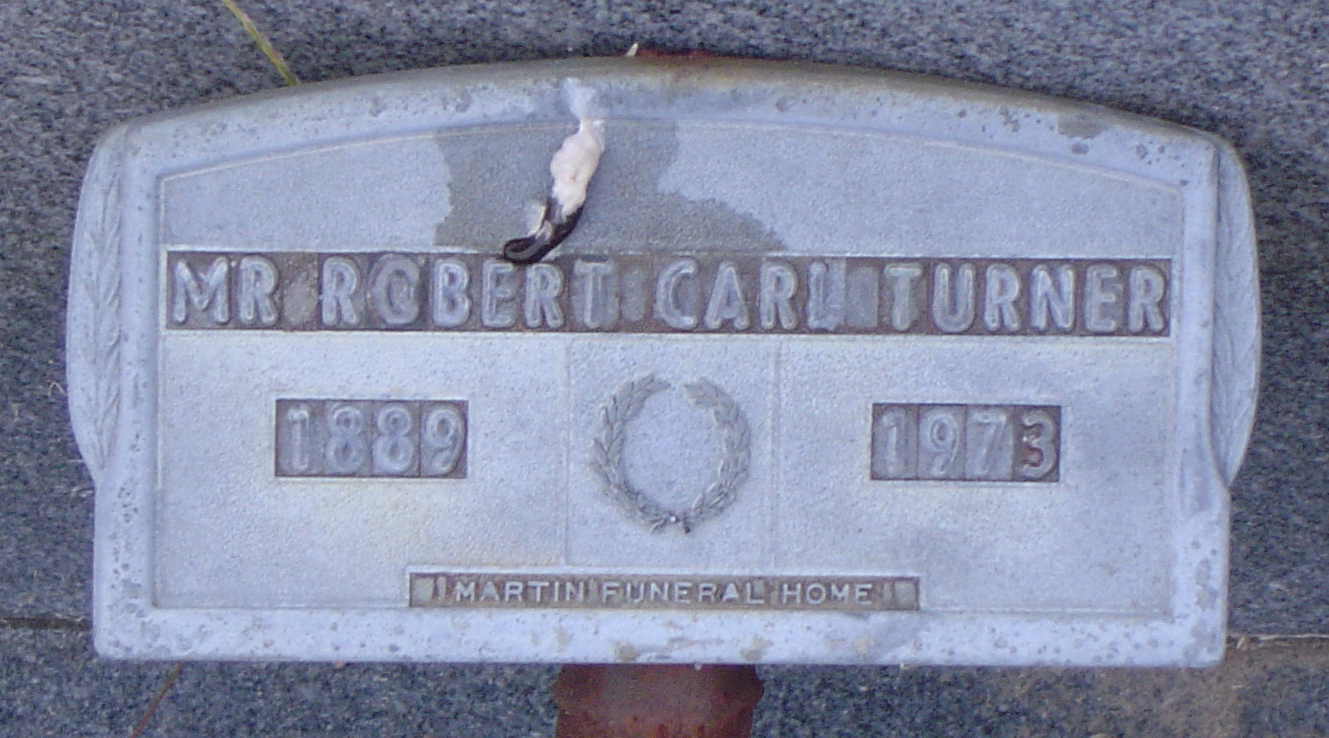 MR ROBERT CARL TURNER
1889 1973
MARTIN FUNERAL HOME